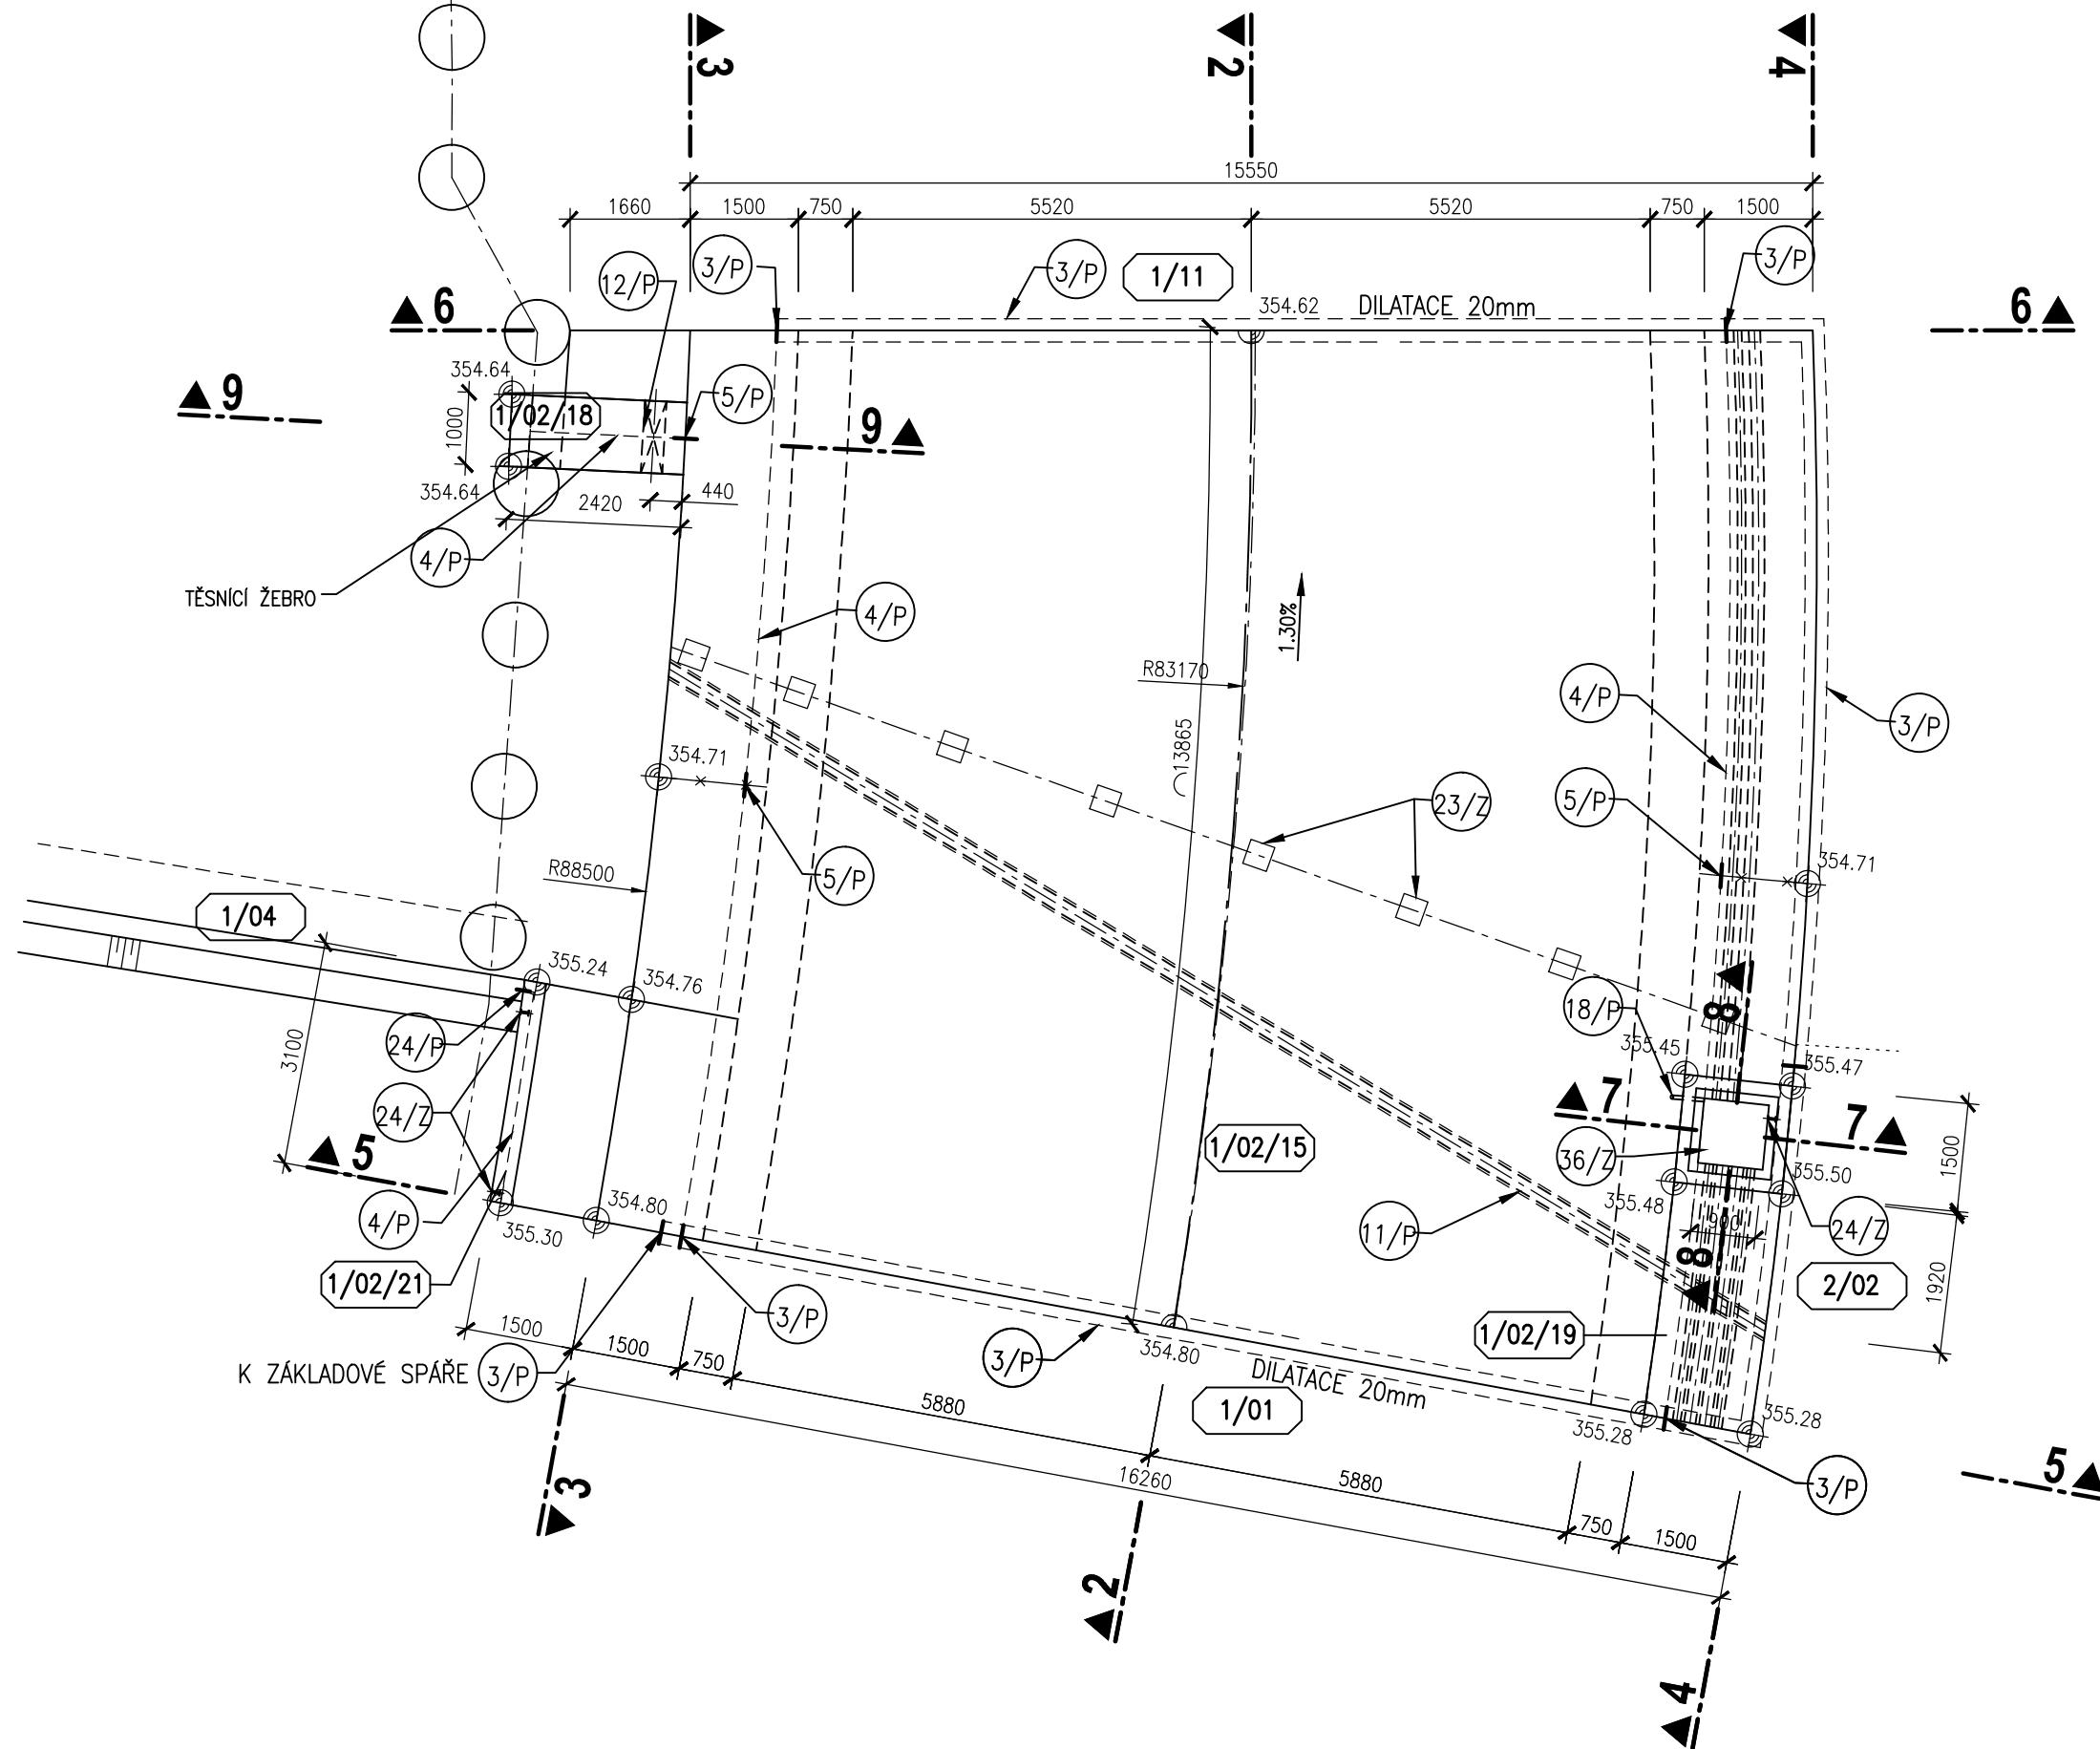 3
2
4
15550
1660
1500
750
5520
5520
750
1500
12/P
3/P
3/P
1/11
3/P
354.62
DILATACE 20mm
6
6
354.64
9
1/02/18
5/P
9
1000
354.64
2420
440
4/P
TĚSNÍCÍ ŽEBRO
4/P
1.30%
R83170
4/P
3/P
354.71
13865
23/Z
5/P
354.71
R88500
5/P
1/04
355.24
354.76
18/P
8
24/P
355.45
355.47
3100
24/Z
7
7
5
1/02/15
36/Z
1500
355.50
4/P
354.80
355.48
355.30
11/P
900
24/Z
8
1/02/21
2/02
1920
3/P
1500
1500
750
3/P
354.80
1/02/19
K ZÁKLADOVÉ SPÁŘE
3/P
DILATACE 20mm
5880
1/01
355.28
355.28
16260
5880
3/P
5
3
750
1500
2
4